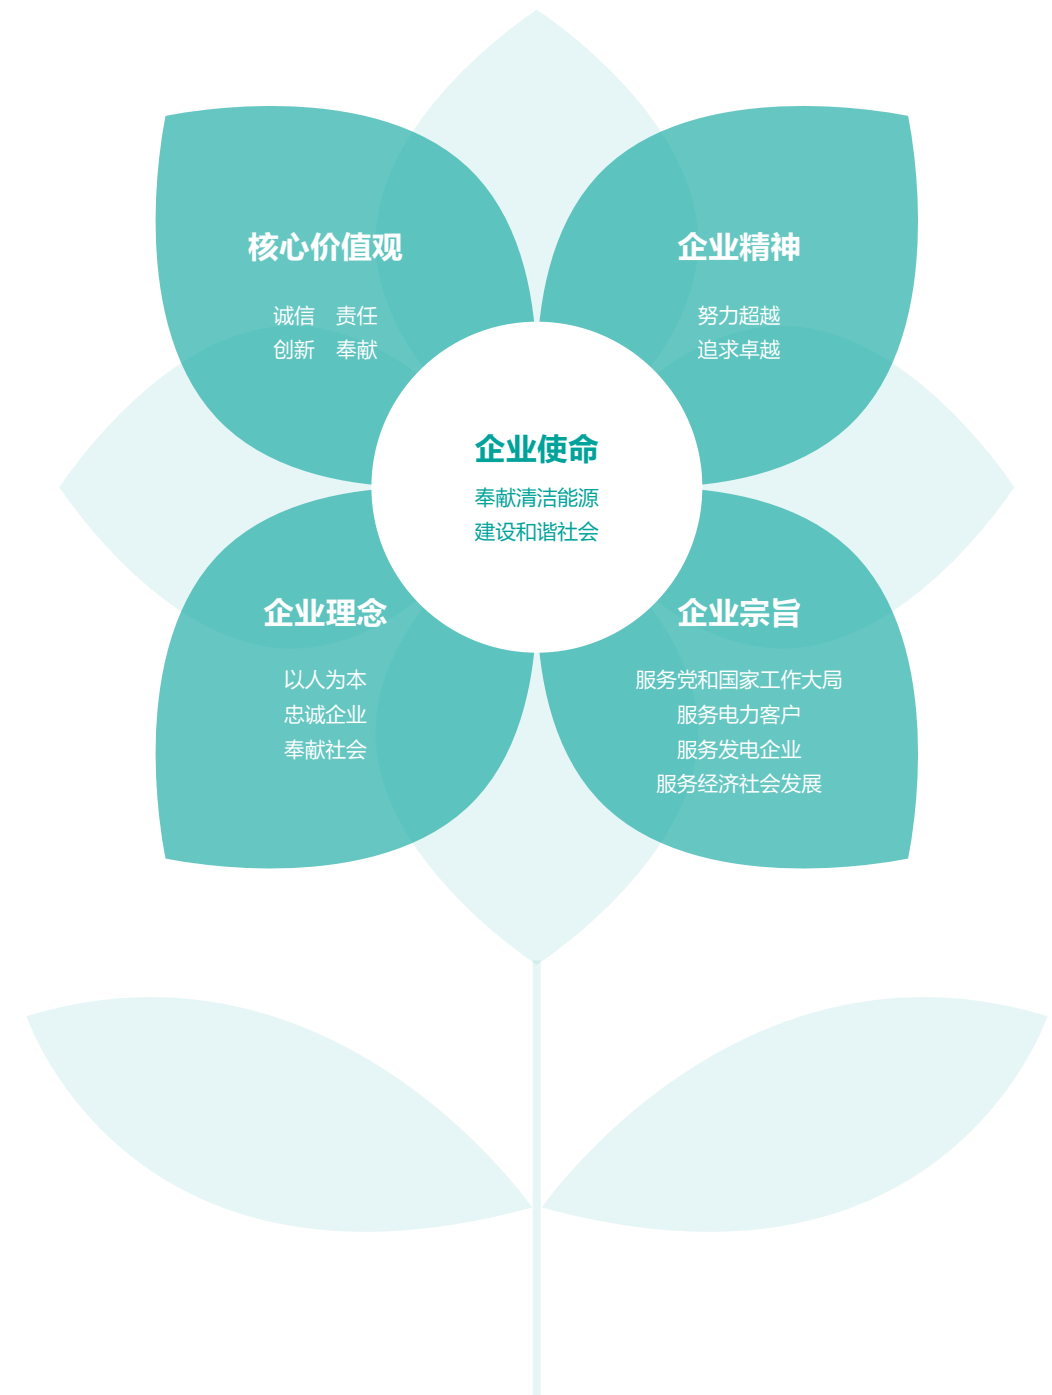 核心价值观
诚信　责任
创新　奉献
企业精神
努力超越
追求卓越
企业使命
奉献清洁能源
建设和谐社会
企业理念
以人为本
忠诚企业
奉献社会
企业宗旨
服务党和国家工作大局
服务电力客户
服务发电企业
服务经济社会发展